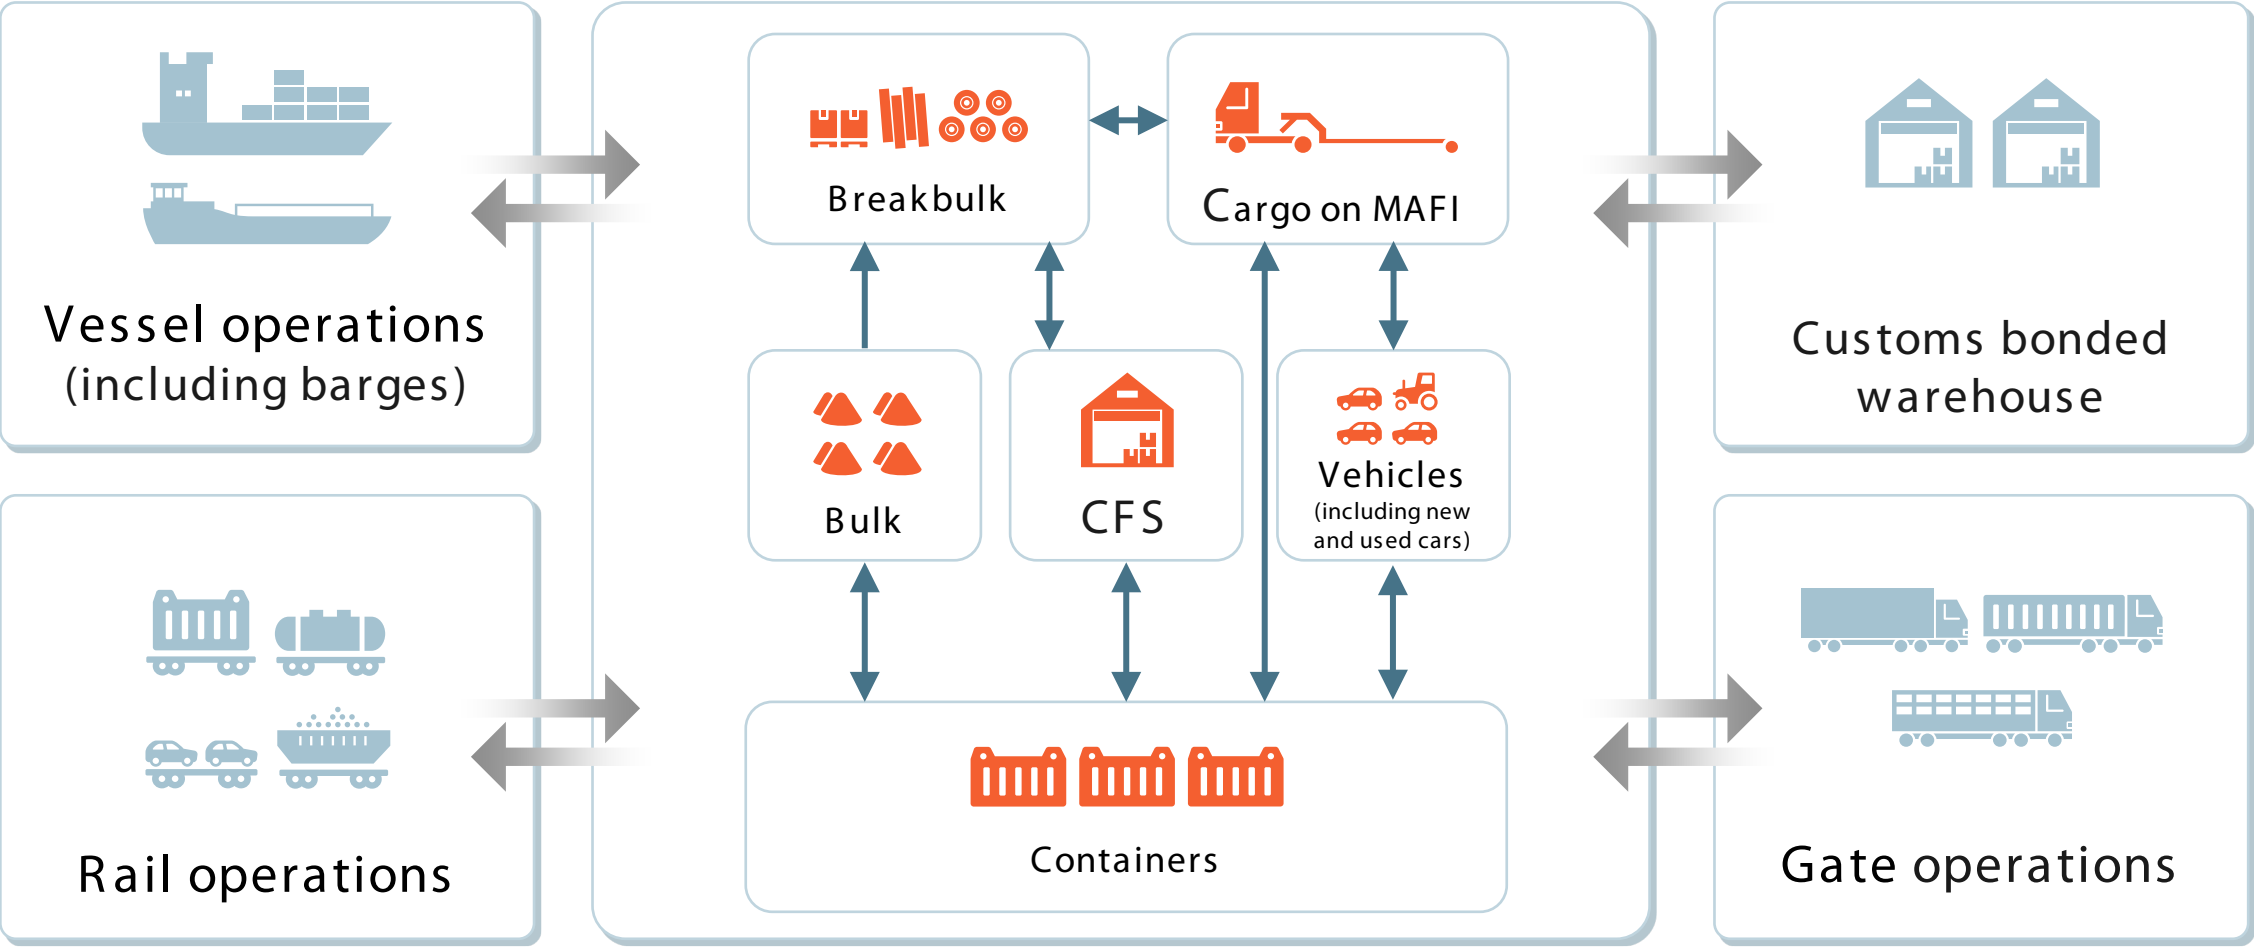 Vessel operations
(including barges)
Rail operations
Breakbulk
Cargo on MAFI
Bulk
CFS
Vehicles
(including new
and used cars)
Containers
Customs bonded
warehouse
Gate operations